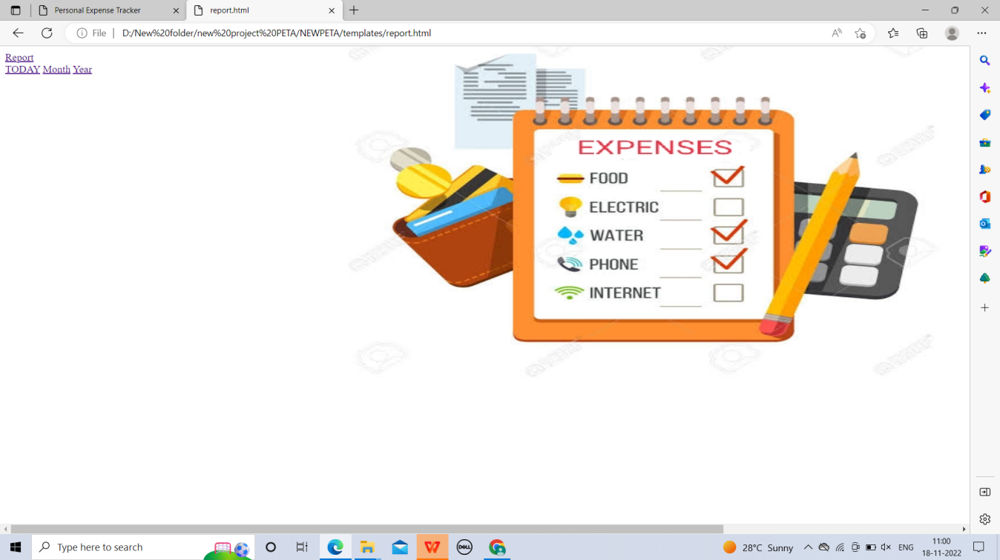 Personal Expense Tracker
report.html
File
D:/New%20folder/new%20project%20PETA/NEWPETA/templates/report.html
Report
TODAY Month Year
EXPENSES
FOOD
ELECTRIC
WATER
PHONE
INTERNET
Type here to search
W
DELL
28°C Sunny
ENG
11:00
18-11-2022